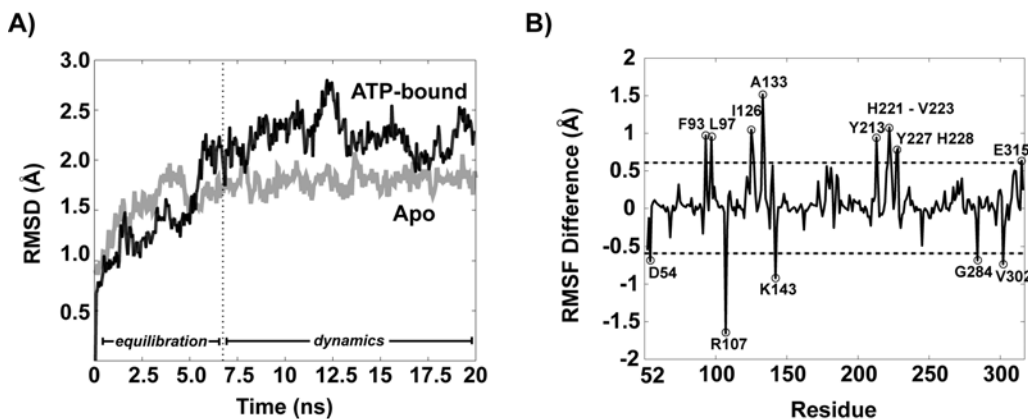 A)
RMSD (Å)
3.0
2.5
2.0
1.5
1.0
0.5
ATP-bound
Apo
equilibration
dynamics
0 2.5 5.0 7.5 10 12.5 15 17.5 20
Time (ns)
B)
RMSF Difference (Å)
2
1.5
1
0.5
0
-0.5
-1
-1.5
-2
A133
I126
F93 L97
H221 - V223
Y213
Y227 H228
E315
D54
K143
G284
V302
R107
52 100 150 200 250 300
Residue